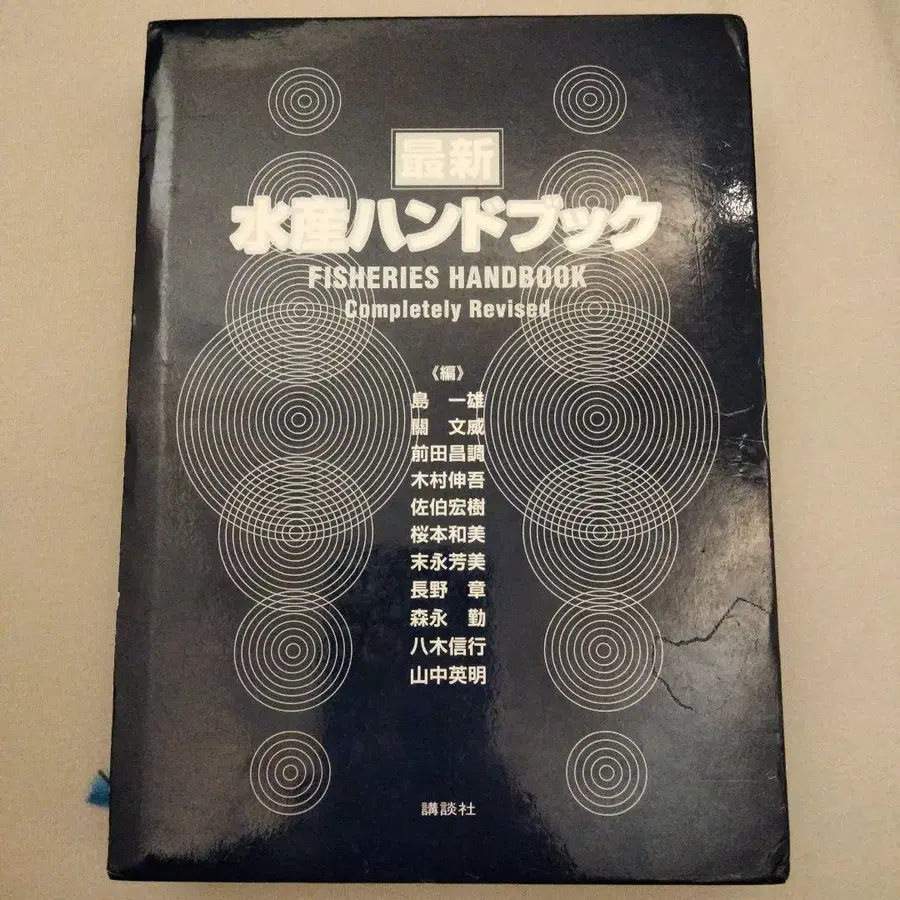 最新
水産ハンドブック
FISHERIES HANDBOOK
Completely Revised
《編》
島 一雄
關 文威
前田昌調
木村伸吾
佐伯宏樹
桜本和美
末永芳美
長野 章
森永 勤
八木信行
山中英明
講談社